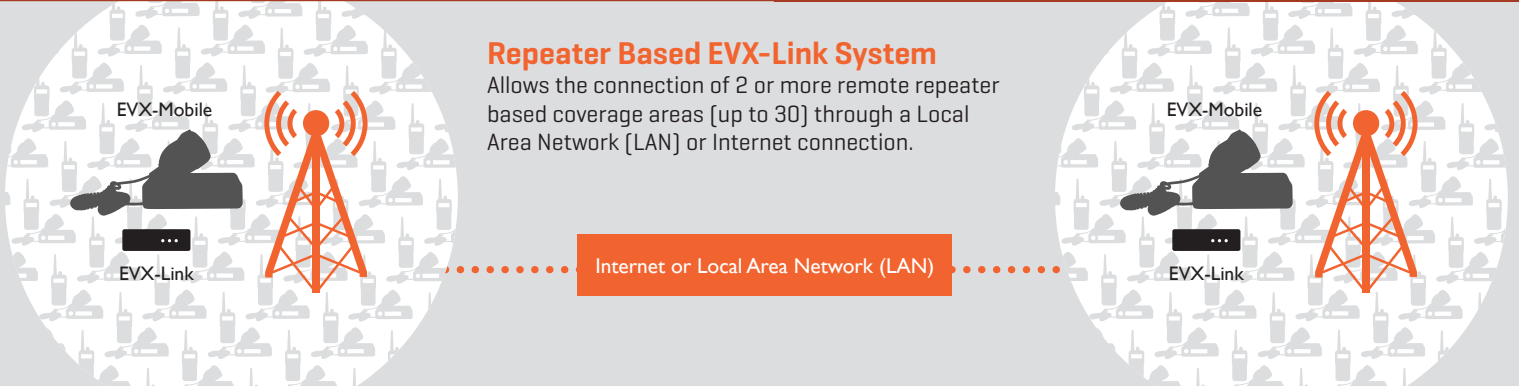 Repeater Based EVX-Link System
Allows the connection of 2 or more remote repeater
based coverage areas (up to 30) through a Local
Area Network (LAN) or Internet connection.
EVX-Mobile
EVX-Link
Internet or Local Area Network (LAN)
EVX-Mobile
EVX-Link